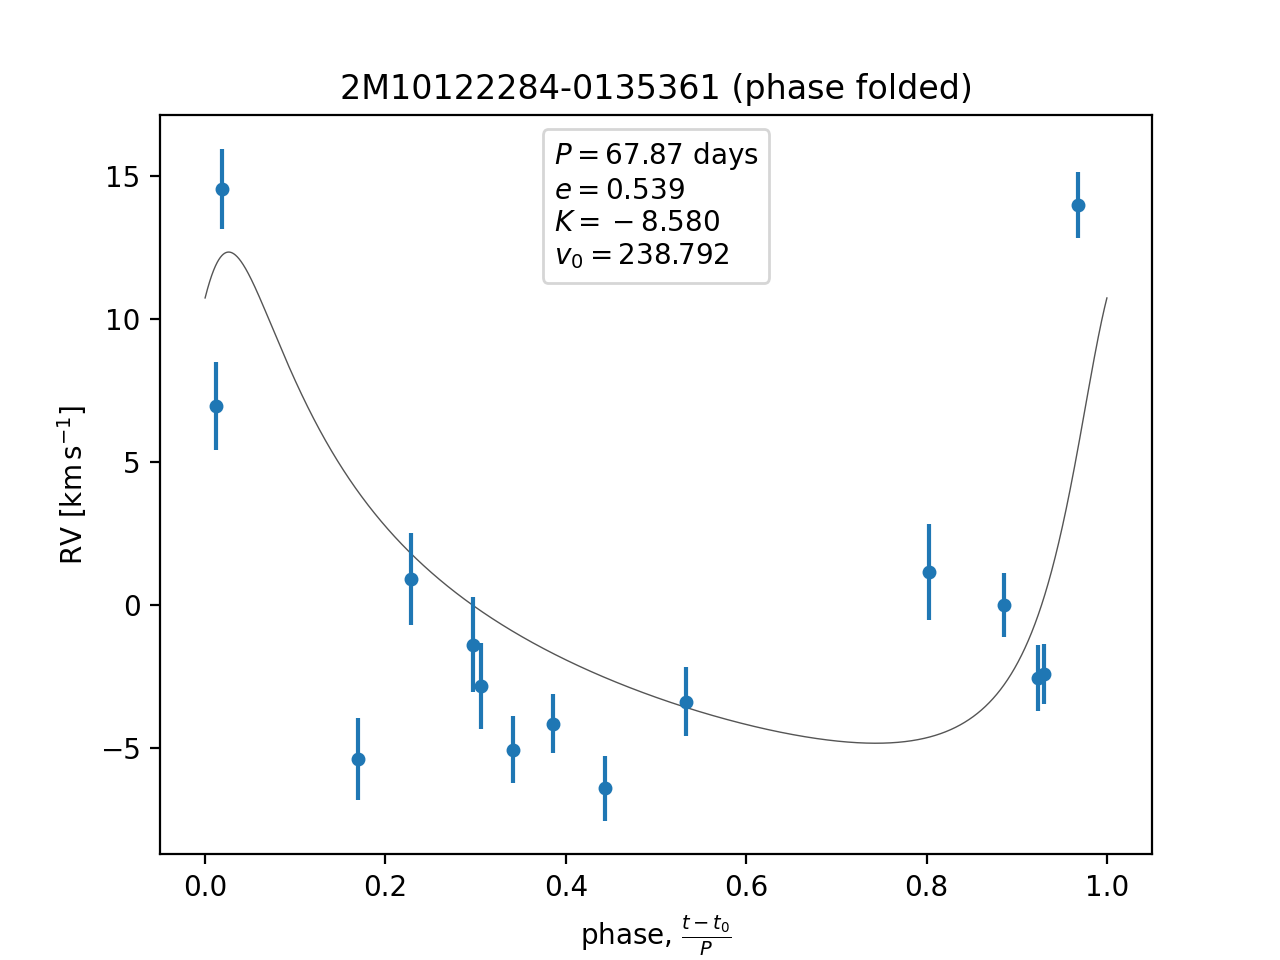 2M10122284-0135361 (phase folded)
P = 67.87 days
e = 0.539
K = −8.580
v₀ = 238.792
RV [km s⁻¹]
15
10
5
0
−5
0.0 0.2 0.4 0.6 0.8 1.0
phase, (t − t₀)/P